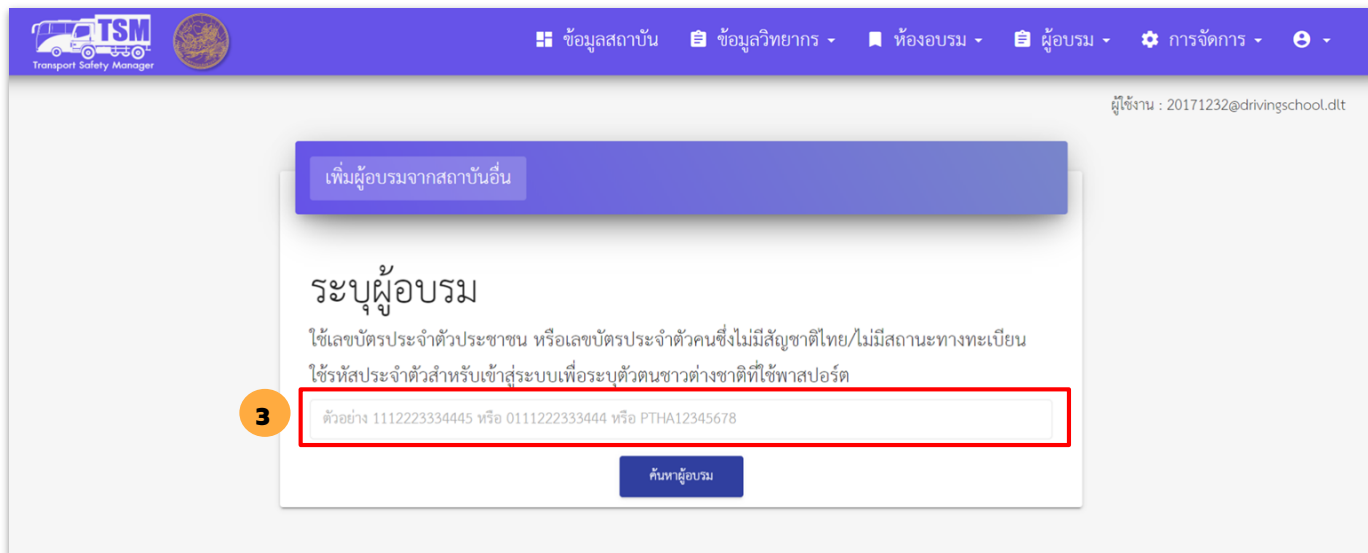 TSM
Transport Safety Manager
ข้อมูลสถาบัน ข้อมูลวิทยากร ห้องอบรม ผู้อบรม การจัดการ
ผู้ใช้งาน : 20171232@drivingschool.dlt
เพิ่มผู้อบรมจากสถาบันอื่น
ระบุผู้อบรม
ใช้เลขบัตรประจำตัวประชาชน หรือเลขบัตรประจำตัวคนซึ่งไม่มีสัญชาติไทย/ไม่มีสถานะทางทะเบียน
ใช้รหัสประจำตัวสำหรับเข้าสู่ระบบเพื่อระบุตัวตนชาวต่างชาติที่ใช้พาสปอร์ต
3
ตัวอย่าง 1112223334445 หรือ 0111222333444 หรือ PTHA12345678
ค้นหาผู้อบรม